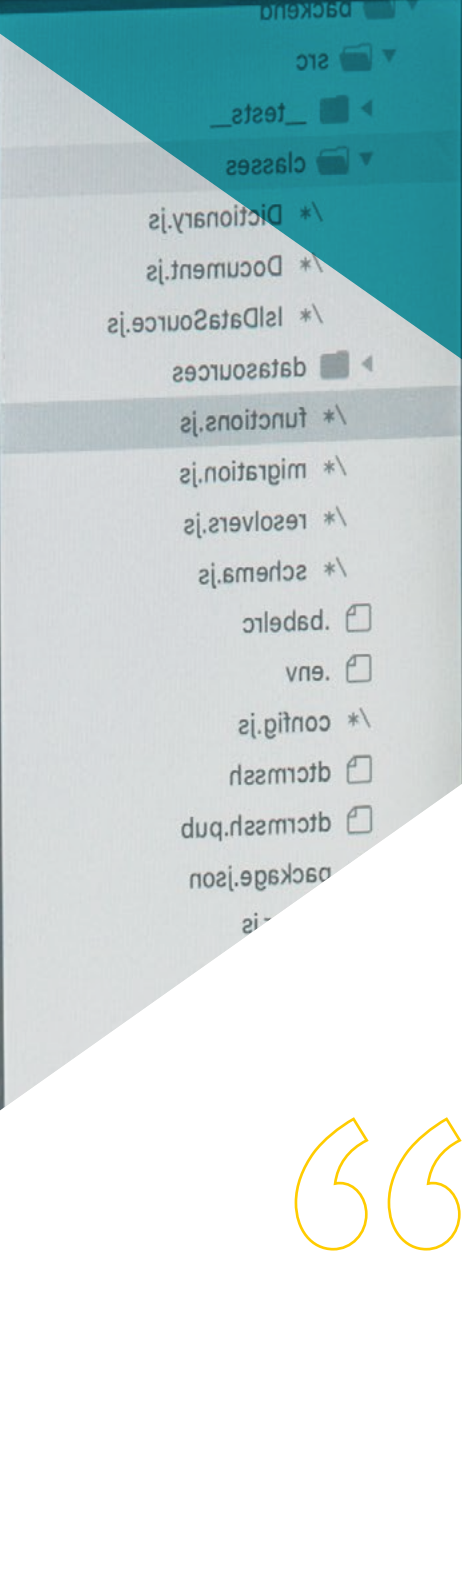 backend
src
__tests__
classes
/* Dictionary.js
/* Document.js
/* IslDataSource.js
datasources
/* functions.js
/* migration.js
/* resolvers.js
/* schema.js
.babelrc
.env
/* config.js
dtcrmssh
dtcrmssh.pub
package.json
“